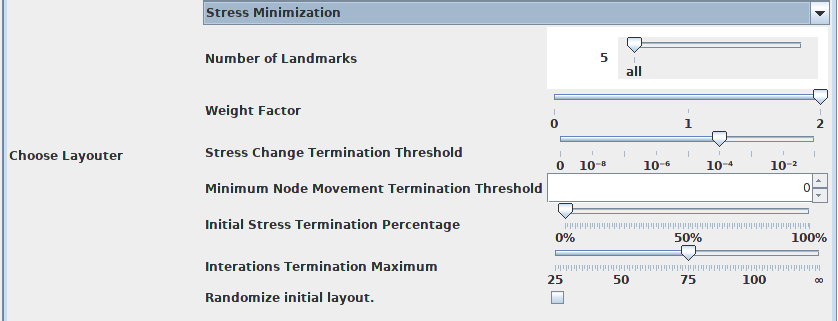 Stress Minimization
Number of Landmarks
5
all
Weight Factor
0 1 2
Choose Layouter
Stress Change Termination Threshold
0 10⁻⁸ 10⁻⁶ 10⁻⁴ 10⁻²
Minimum Node Movement Termination Threshold
0
Initial Stress Termination Percentage
0% 50% 100%
Interations Termination Maximum
25 50 75 100 ∞
Randomize initial layout.